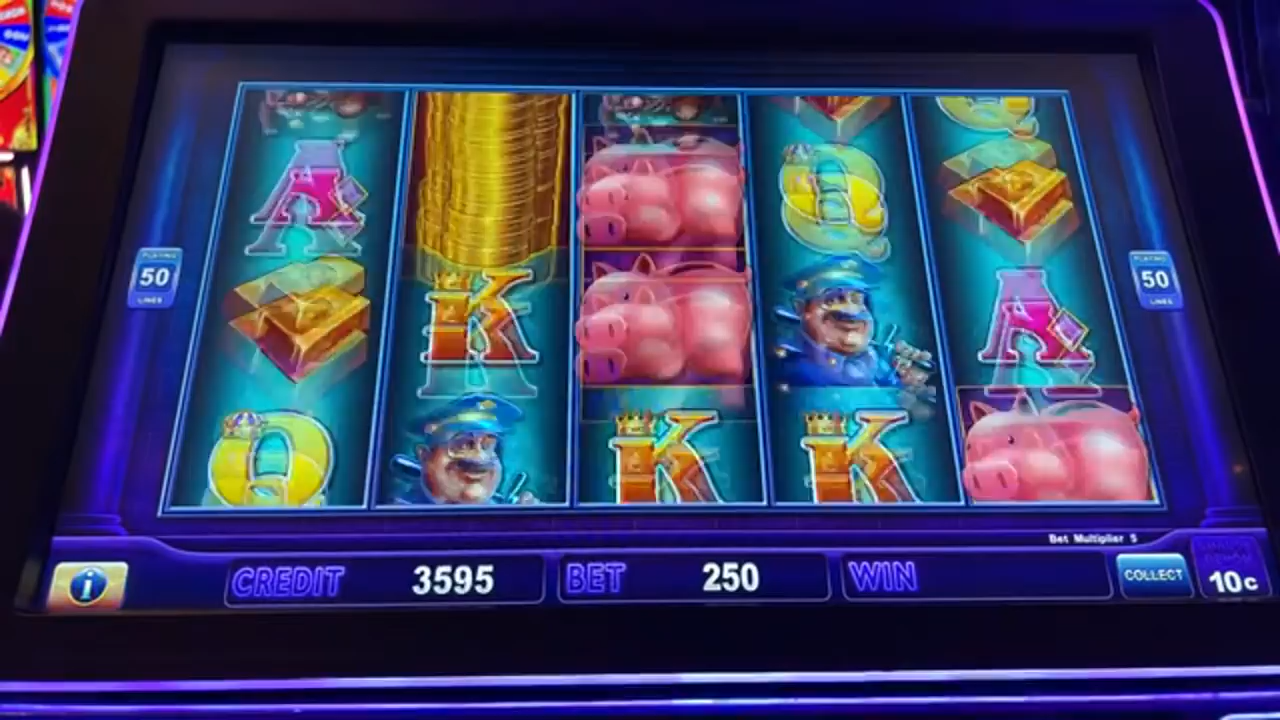 A
Q
K
K
K
Q
A
PLAYING
50
LINES
PLAYING
50
LINES
Bet Multiplier 5
i
CREDIT 3595
BET 250
WIN
COLLECT
10c